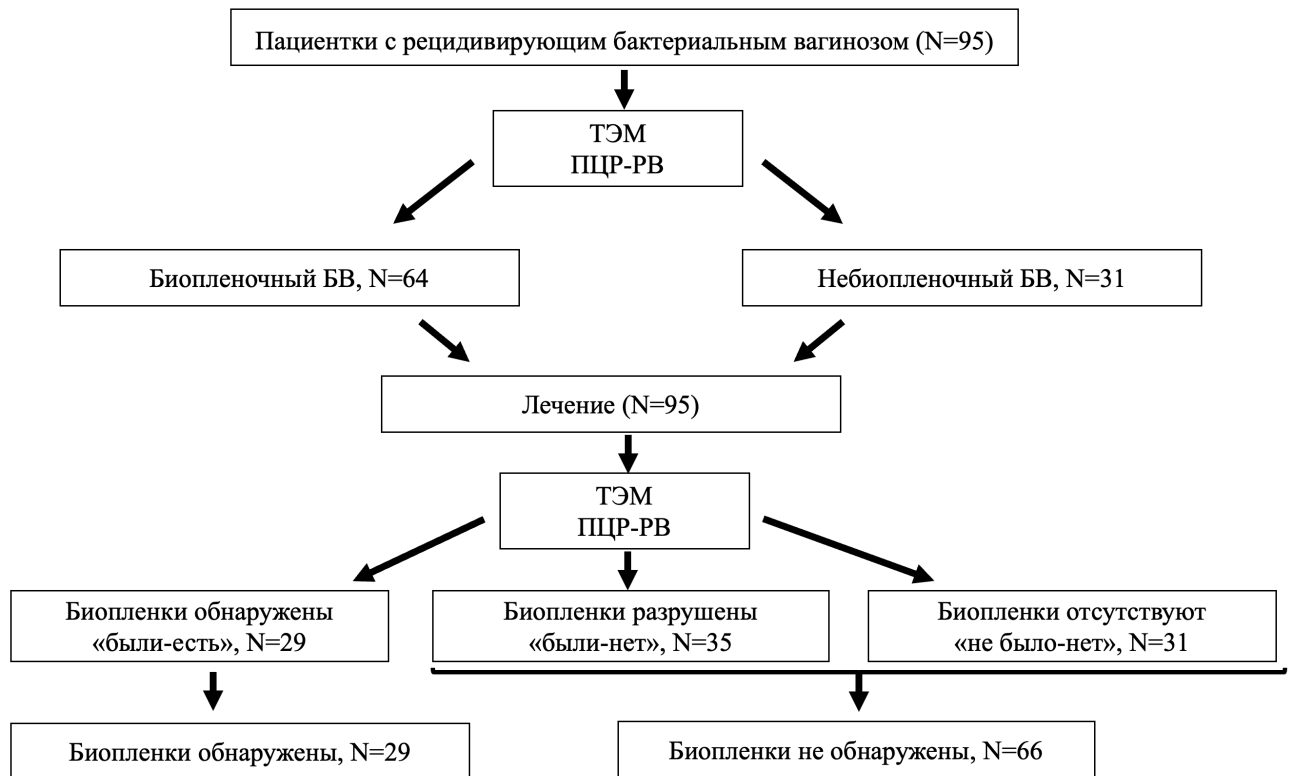 Пациентки с рецидивирующим бактериальным вагинозом (N=95)
ТЭМ
ПЦР-РВ
Биопленочный БВ, N=64
Небиопленочный БВ, N=31
Лечение (N=95)
ТЭМ
ПЦР-РВ
Биопленки обнаружены
«были-есть», N=29
Биопленки разрушены
«были-нет», N=35
Биопленки отсутствуют
«не было-нет», N=31
Биопленки обнаружены, N=29
Биопленки не обнаружены, N=66